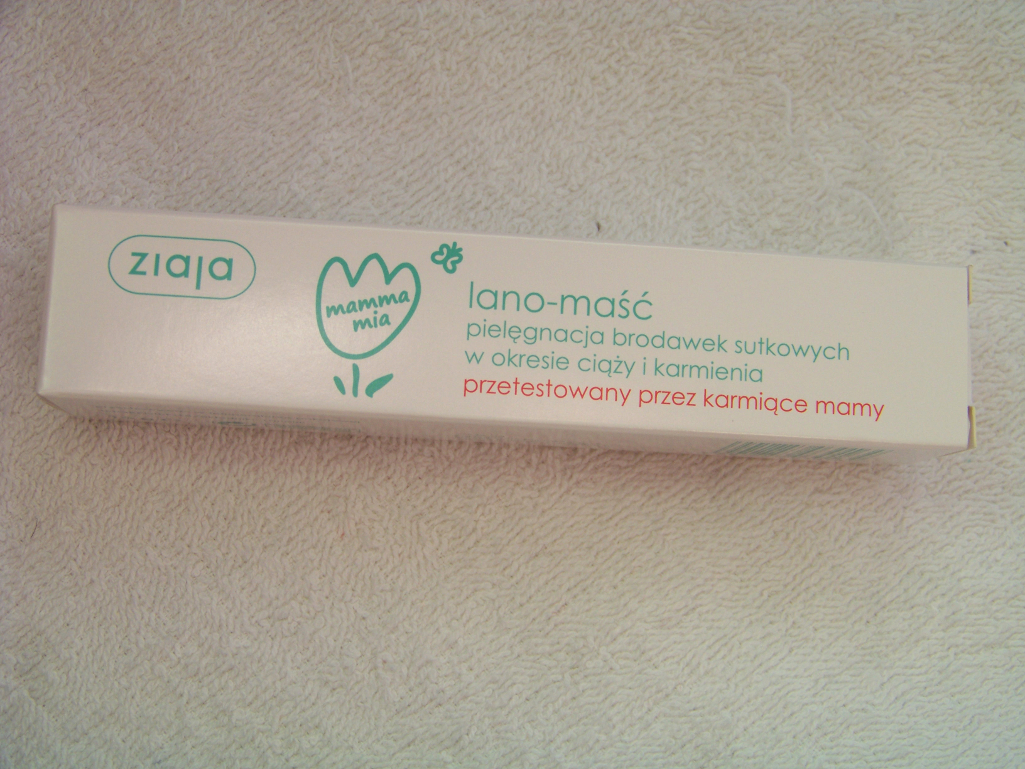 ziaja
mamma
mia
lano-maść
pielęgnacja brodawek sutkowych
w okresie ciąży i karmienia
przetestowany przez karmiące mamy